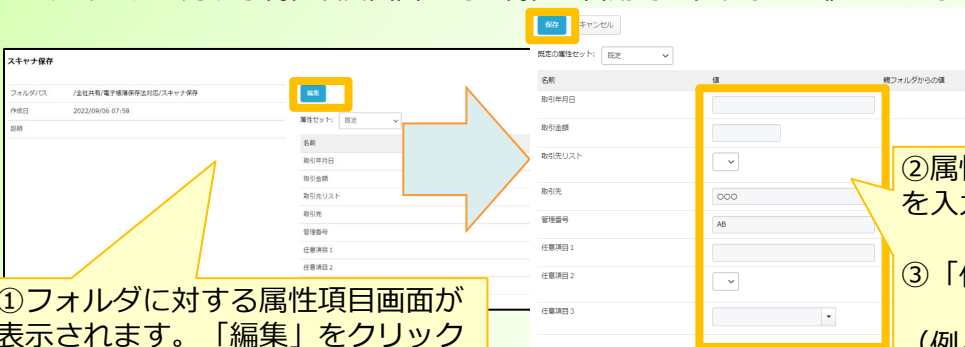 スキャナ保存
フォルダパス /全社共有/電子帳簿保存法対応/スキャナ保存
作成日 2022/09/06 07:58
説明
編集
属性セット: 既定
名前
取引年月日
取引金額
取引先リスト
取引先
管理番号
任意項目1
任意項目2
①フォルダに対する属性項目画面が
表示されます。「編集」をクリック
保存 キャンセル
既定の属性セット: 既定
名前 値 親フォルダからの値
取引年月日
取引金額
取引先リスト
取引先 〇〇〇
管理番号 AB
任意項目1
任意項目2
任意項目3
②属性
を入
③「
(例